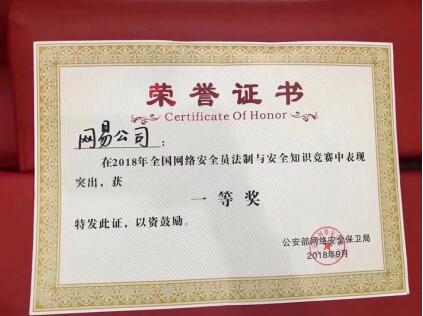 荣誉证书
Certificate Of Honor
网易公司：
在2018年全国网络安全员法制与安全知识竞赛中表现
突出，获
一等奖
特发此证，以资鼓励。
公安部网络安全保卫局
2018年9月